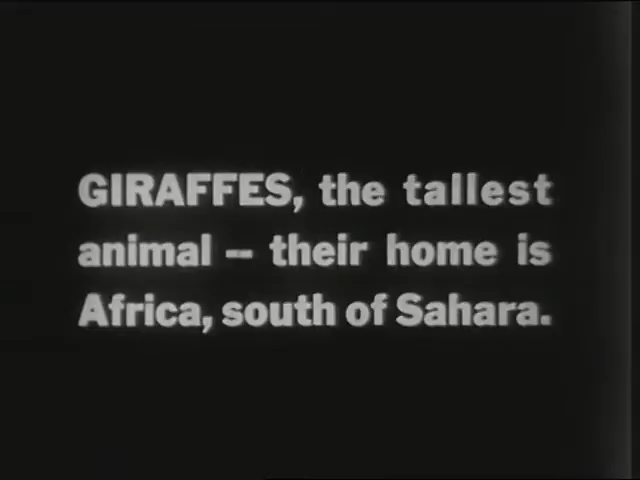 GIRAFFES, the tallest
animal -- their home is
Africa, south of Sahara.